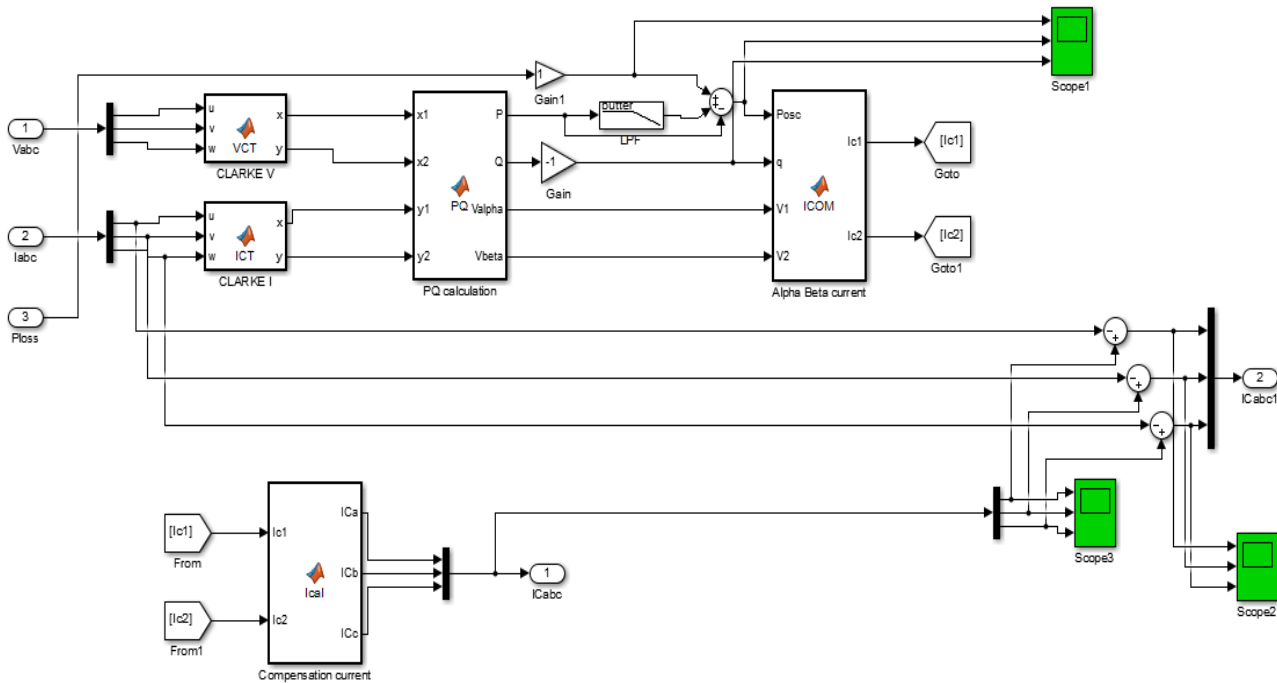 Scope1
1
Gain1
butter
LPF
+
+
-
1
Vabc
u
v
w
VCT
x
y
CLARKE V
x1
x2
y1
y2
PQ
P
Q
Valpha
Vbeta
PQ calculation
-1
Gain
Posc
q
V1
V2
ICOM
Ic1
Ic2
Alpha Beta current
[Ic1]
Goto
[Ic2]
Goto1
2
Iabc
u
v
w
ICT
x
y
CLARKE I
3
Ploss
-
+
-
+
-
+
2
ICabc1
[Ic1]
From
[Ic2]
From1
Ic1
Ic2
Ical
ICa
ICb
ICc
Compensation current
1
ICabc
Scope3
Scope2